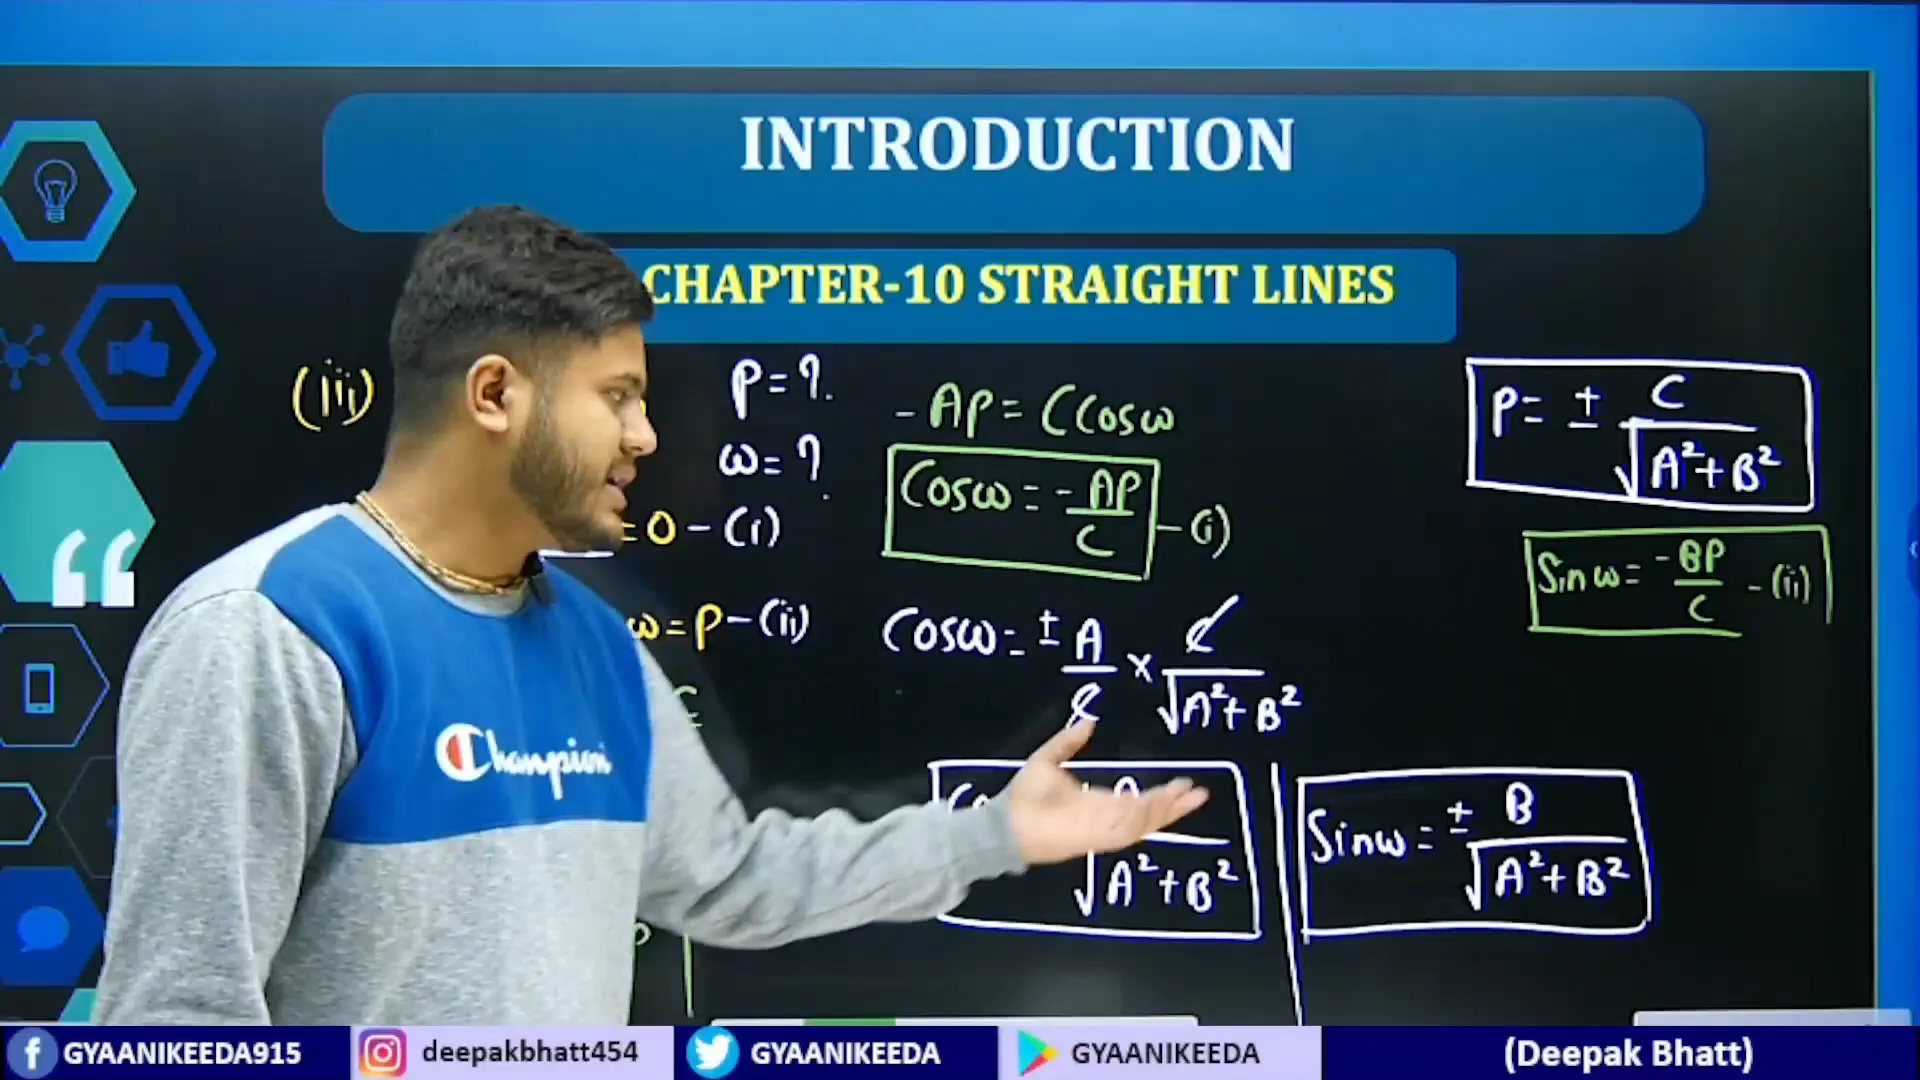 INTRODUCTION
CHAPTER-10 STRAIGHT LINES
(iii)
P = ?.
ω = ?.
= 0 - (i)
ω = P - (ii)
- AP = C Cosω
Cosω = - AP/C - (i)
Cosω = ± A/C × C/√A²+B²
√A²+B²
P = ± C/√A²+B²
Sinω = - BP/C - (ii)
Sinω = ± B/√A²+B²
Champion
GYAANIKEEDA915
deepakbhatt454
GYAANIKEEDA
GYAANIKEEDA
(Deepak Bhatt)